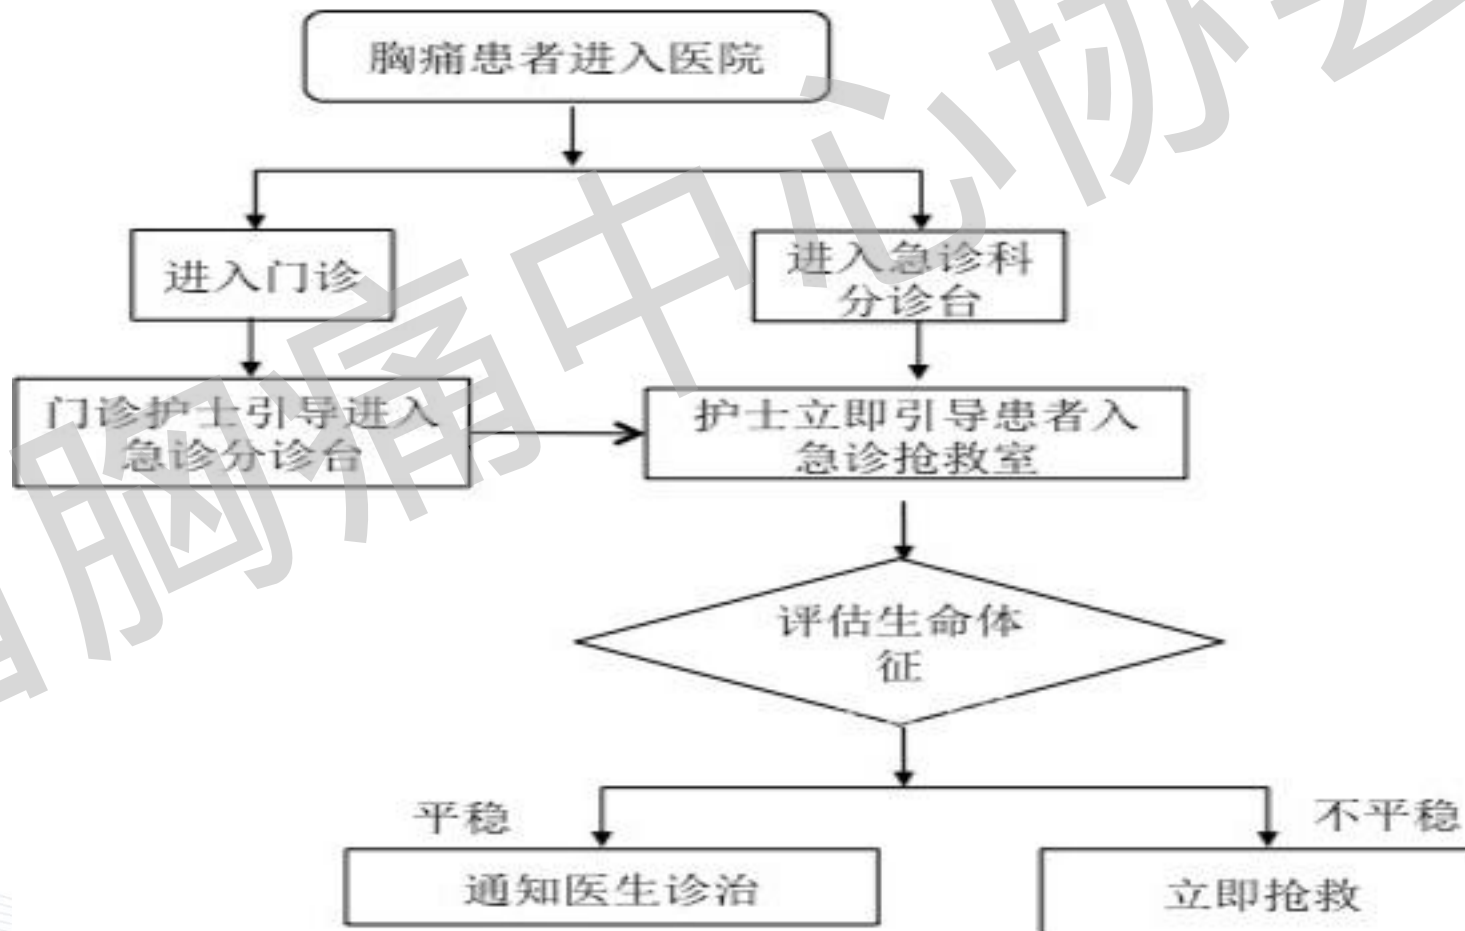 胸痛患者进入医院
进入门诊
进入急诊科
分诊台
门诊护士引导进入
急诊分诊台
护士立即引导患者入
急诊抢救室
评估生命体
征
平稳
不平稳
通知医生诊治
立即抢救
胸痛中心协